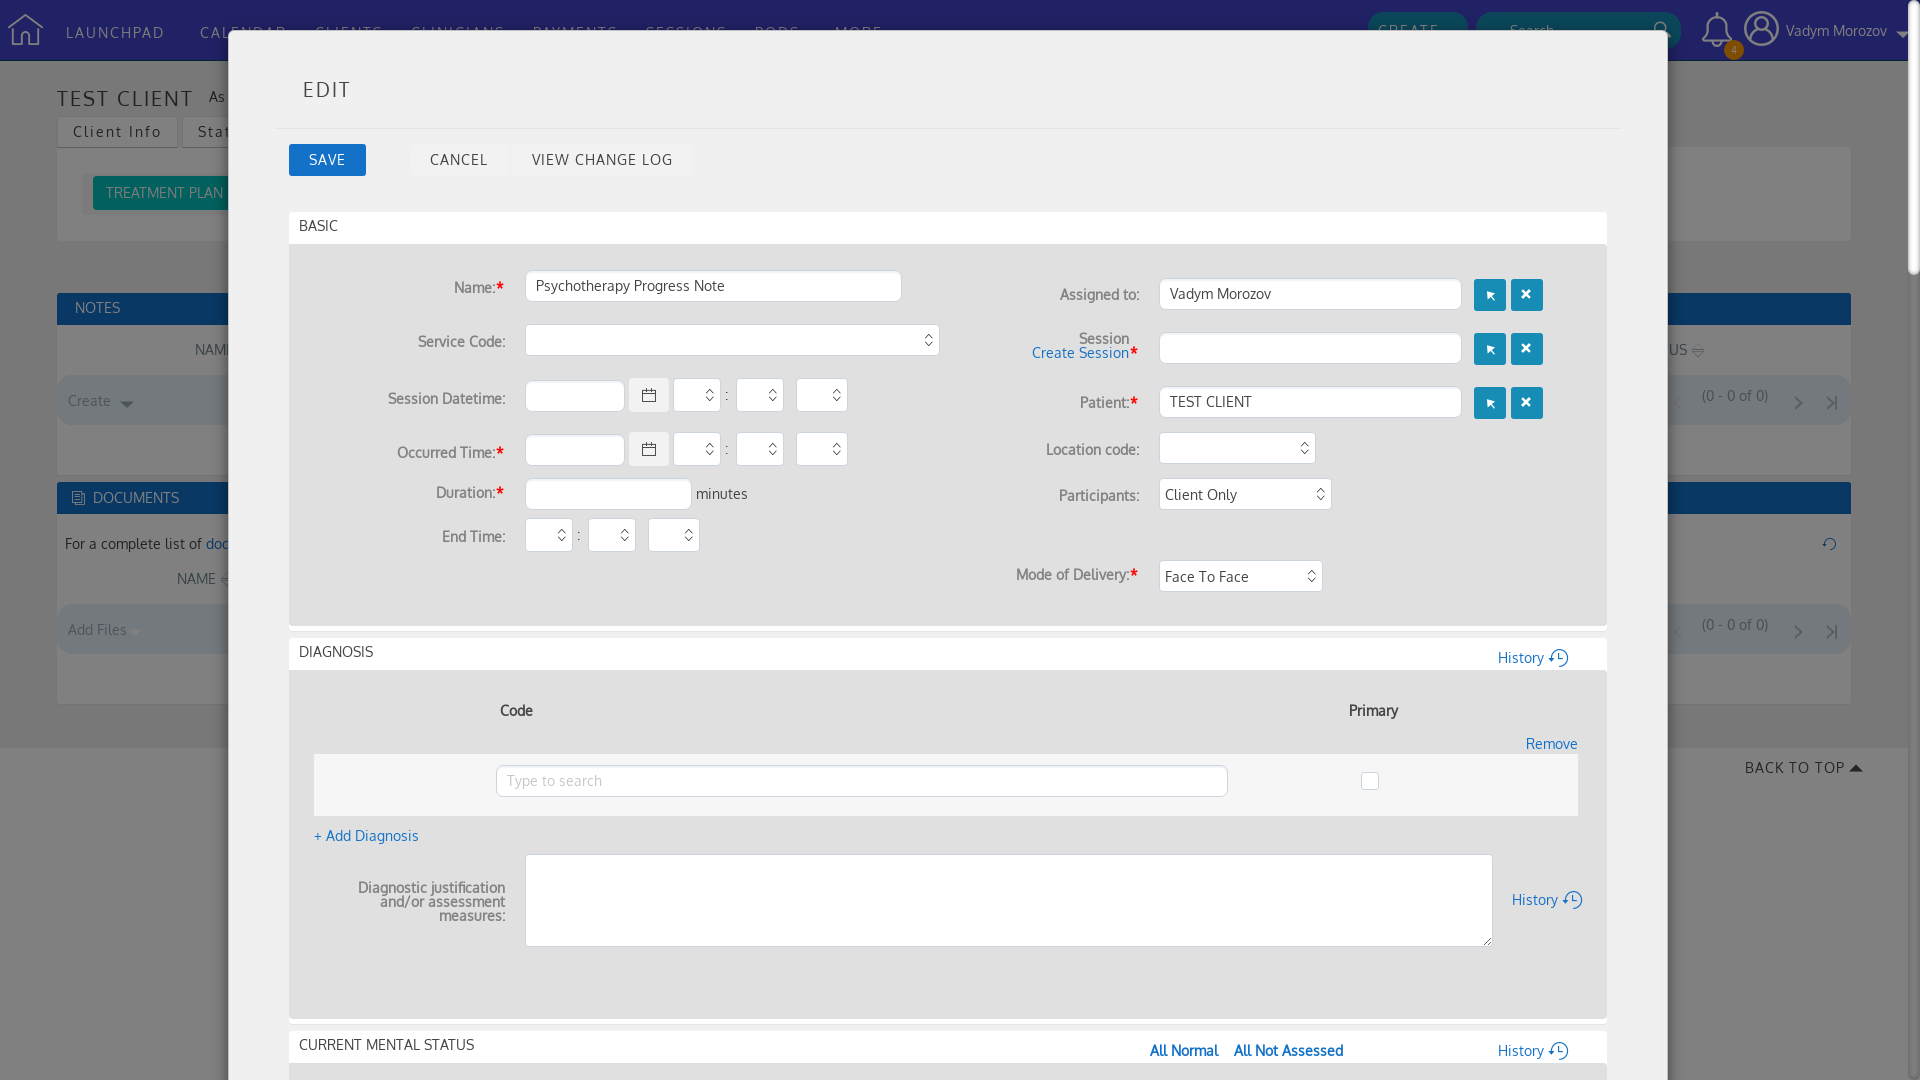 LAUNCHPAD CALENDAR CLIENTS CLINICIANS PAYMENTS SESSIONS PODS MORE CREATE Search 4 Vadym Morozov
TEST CLIENT As
Client Info Stat
TREATMENT PLAN
NOTES
NAM
US
Create
(0 - 0 of 0)
DOCUMENTS
For a complete list of doc
NAME
Add Files
(0 - 0 of 0)
BACK TO TOP
EDIT
SAVE CANCEL VIEW CHANGE LOG
BASIC
Name:* Psychotherapy Progress Note
Assigned to: Vadym Morozov
Service Code:
Session
Create Session*
Session Datetime: :
Patient:* TEST CLIENT
Occurred Time:* :
Location code:
Duration:* minutes
Participants: Client Only
End Time: :
Mode of Delivery:* Face To Face
DIAGNOSIS
History
Code Primary
Remove
Type to search
+ Add Diagnosis
Diagnostic justification
and/or assessment
measures:
History
CURRENT MENTAL STATUS
All Normal All Not Assessed History